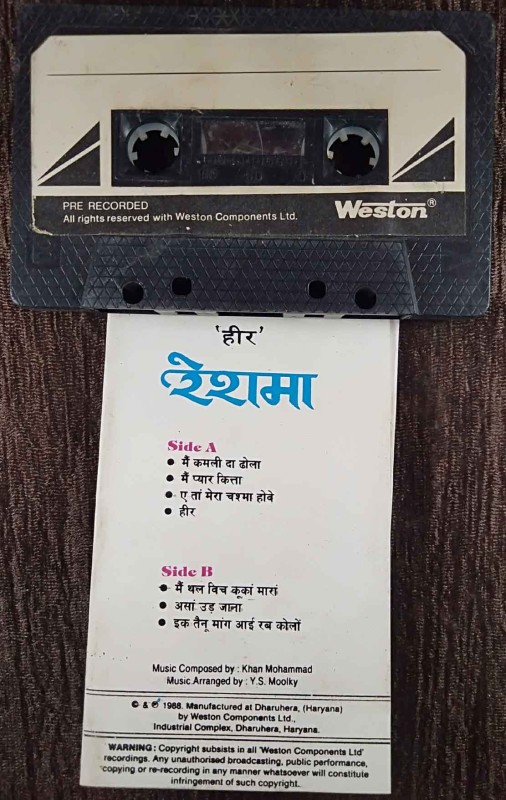 PRE RECORDED
All rights reserved with Weston Components Ltd.
Weston®
'हीर'
रेशमा
Side A
• मैं कमली दा ढोला
• मैं प्यार कित्ता
• ए तां मेरा चश्मा होवे
• हीर
Side B
• मैं थल विच कूकां मारां
• असां उड़ जाना
• इक तैनू मांग आई रब कोलों
Music Composed by : Khan Mohammad
Music Arranged by : Y.S. Moolky
© & ℗ 1988. Manufactured at Dharuhera, (Haryana)
by Weston Components Ltd.,
Industrial Complex, Dharuhera, Haryana.
WARNING : Copyright subsists in all 'Weston Components Ltd'
recordings. Any unauthorised broadcasting, public performance,
copying or re-recording in any manner whatsoever will constitute
infringement of such copyright.